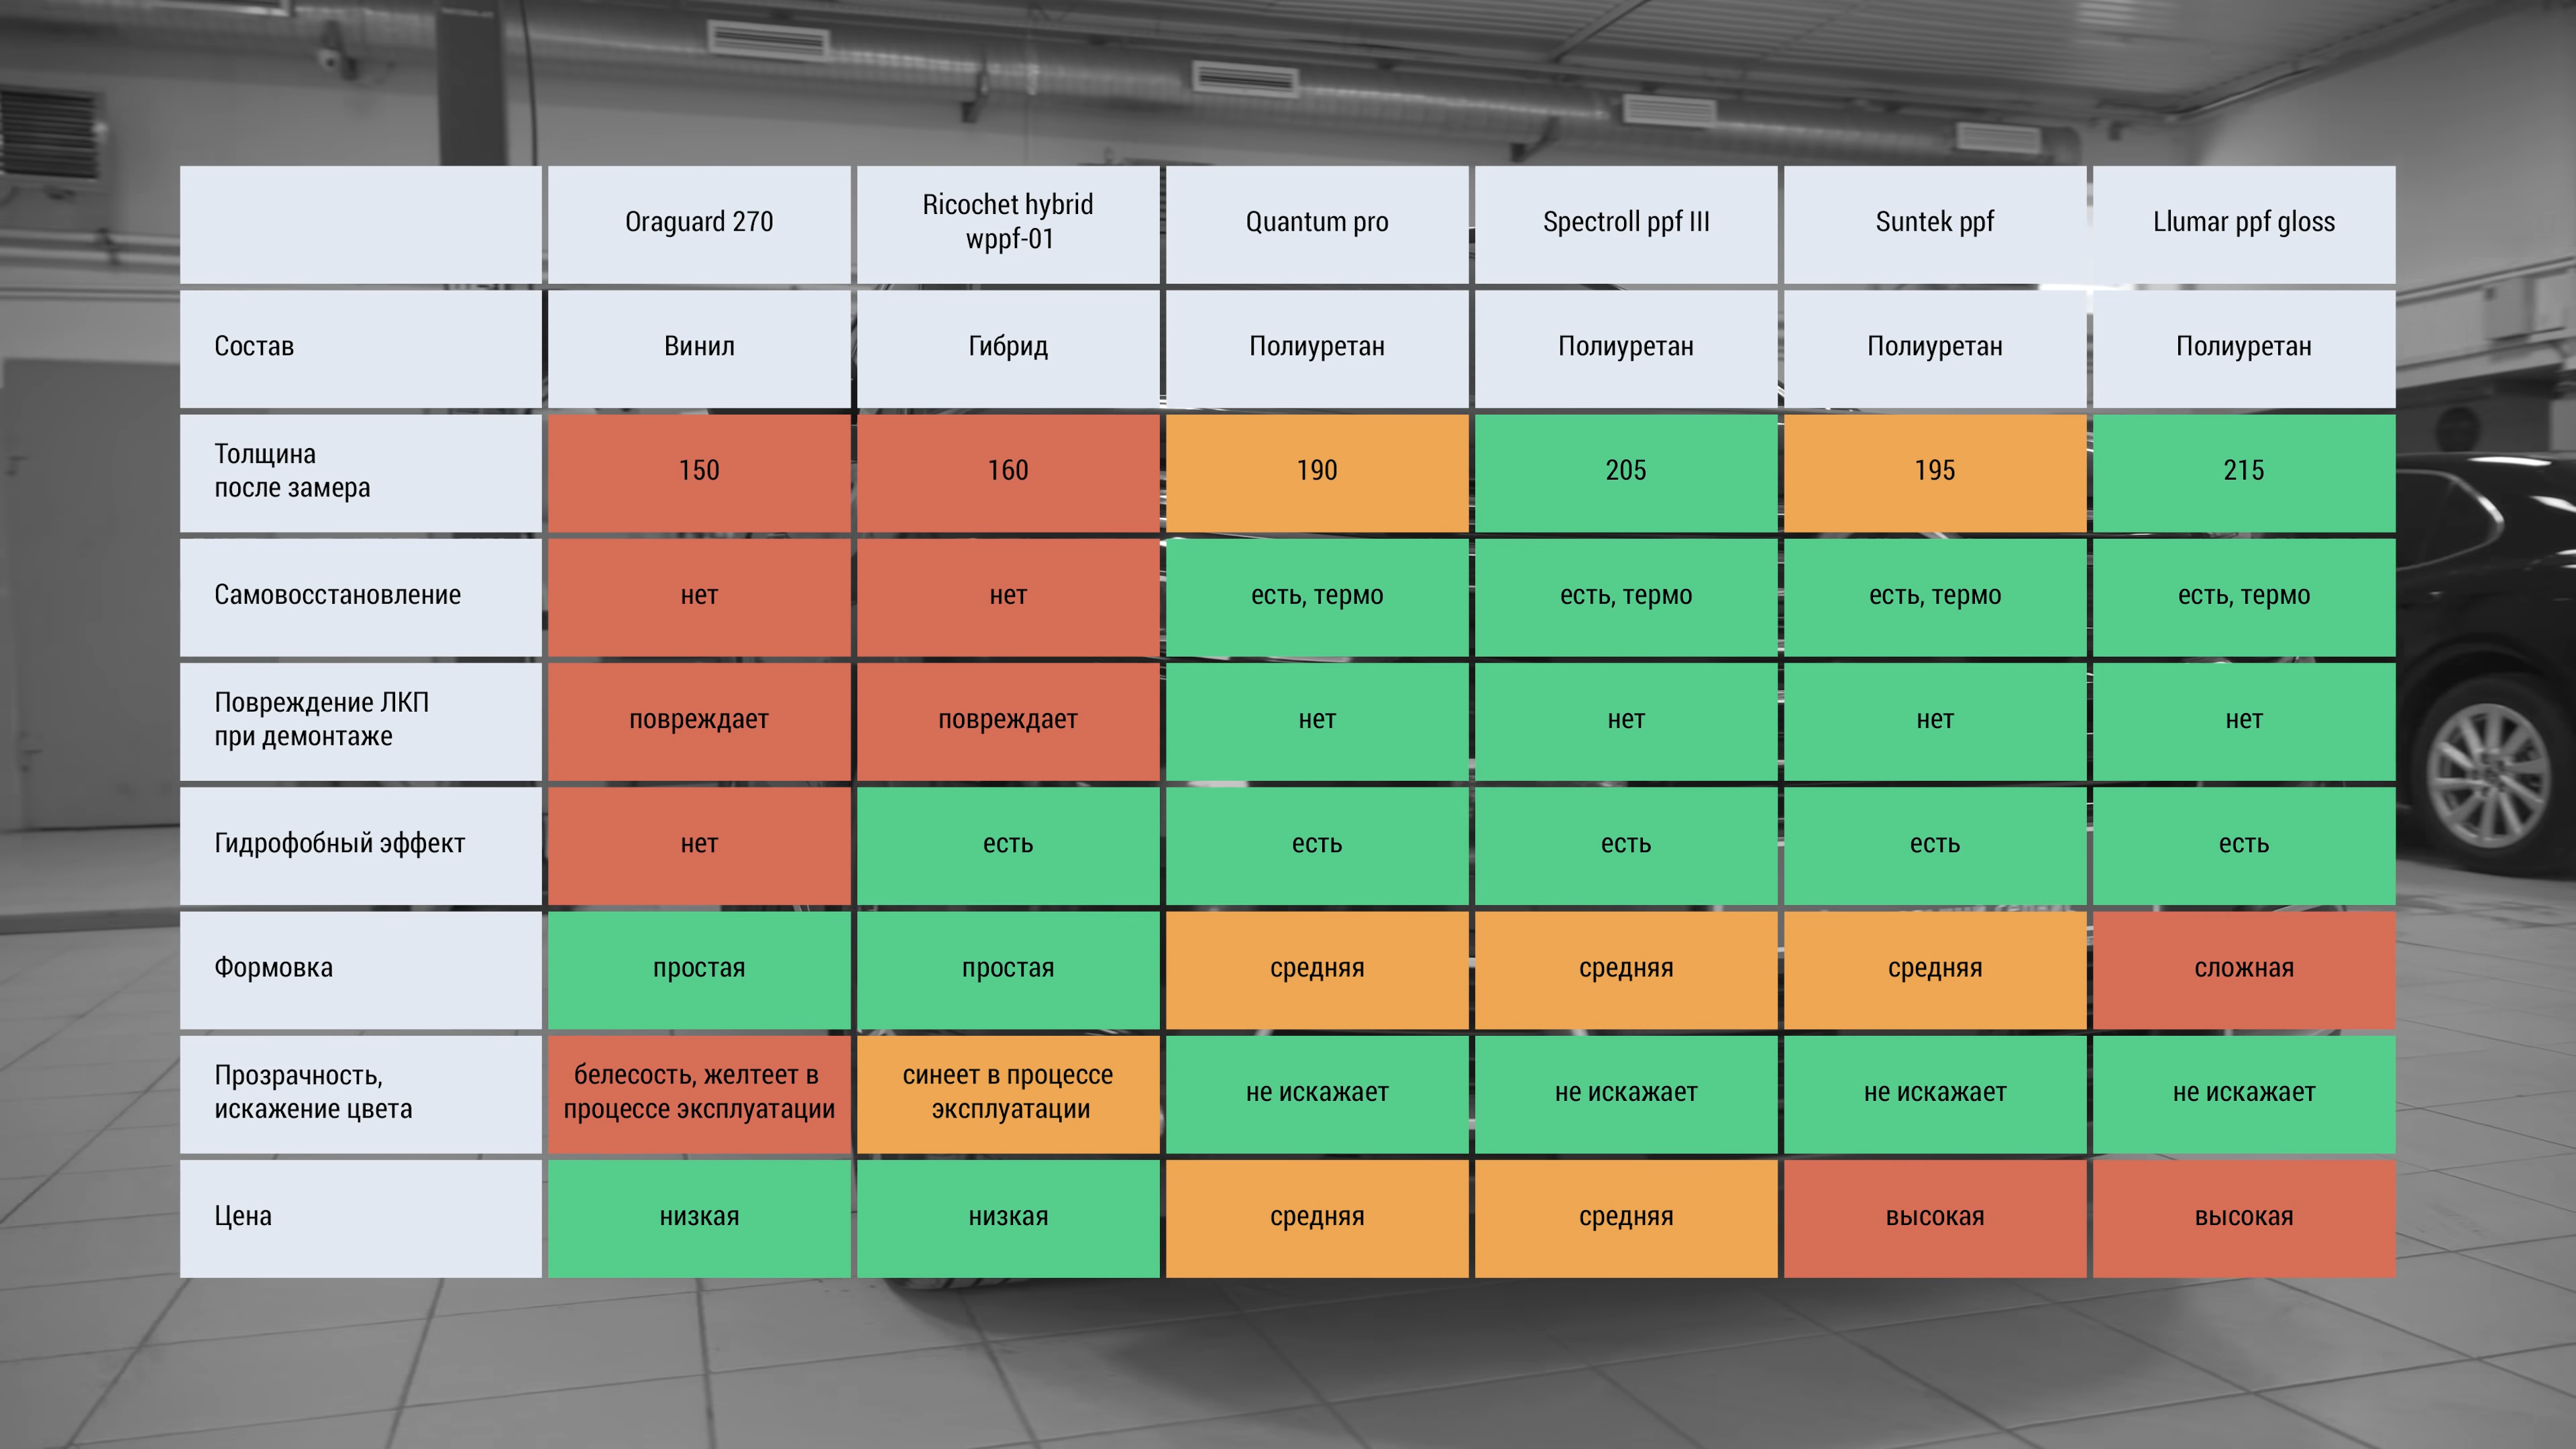 Oraguard 270
Ricochet hybrid
wppf-01
Quantum pro
Spectroll ppf III
Suntek ppf
Llumar ppf gloss
Состав
Винил
Гибрид
Полиуретан
Полиуретан
Полиуретан
Полиуретан
Толщина
после замера
150
160
190
205
195
215
Самовосстановление
нет
нет
есть, термо
есть, термо
есть, термо
есть, термо
Повреждение ЛКП
при демонтаже
повреждает
повреждает
нет
нет
нет
нет
Гидрофобный эффект
нет
есть
есть
есть
есть
есть
Формовка
простая
простая
средняя
средняя
средняя
сложная
Прозрачность,
искажение цвета
белесость, желтеет в
процессе эксплуатации
синеет в процессе
эксплуатации
не искажает
не искажает
не искажает
не искажает
Цена
низкая
низкая
средняя
средняя
высокая
высокая